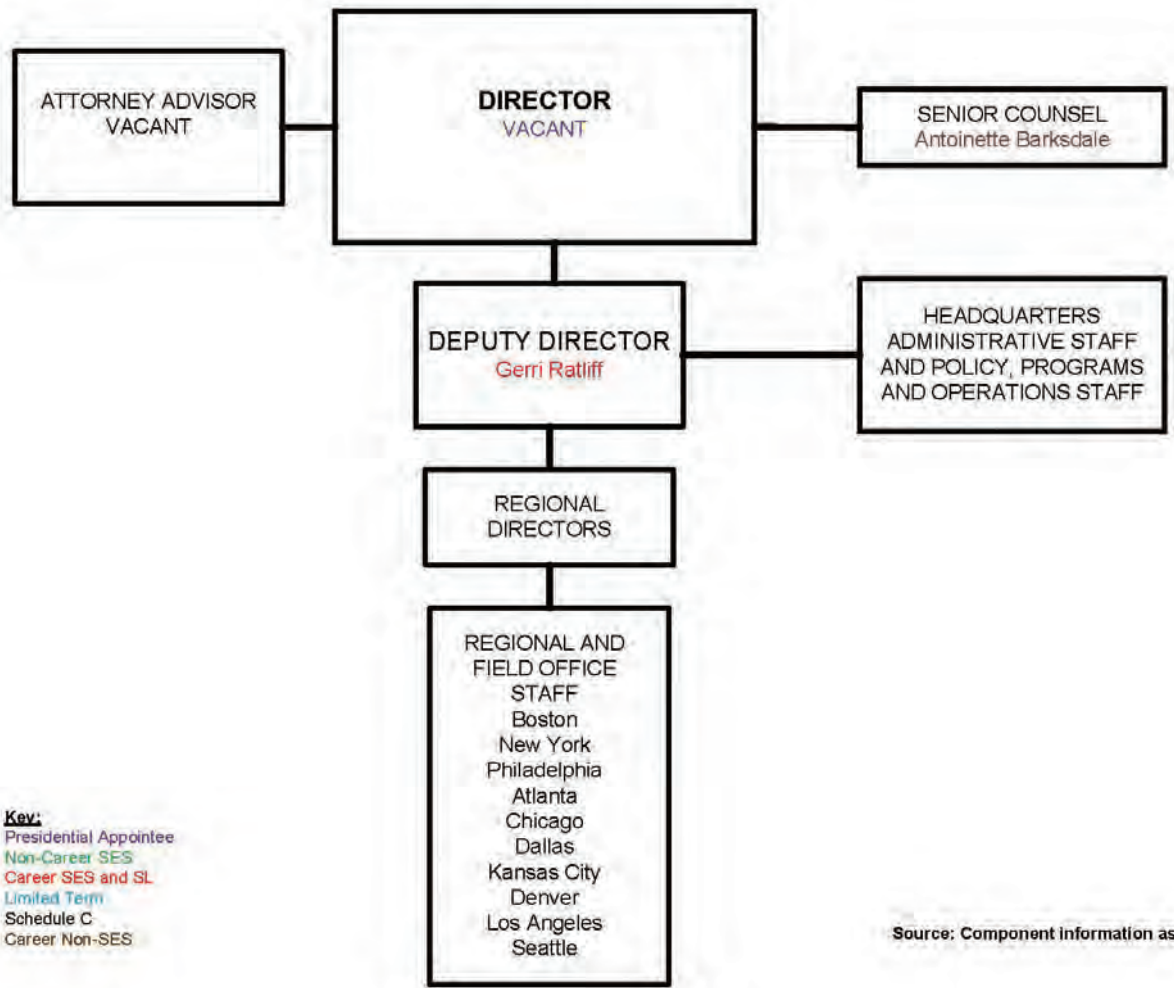 ATTORNEY ADVISOR
VACANT
DIRECTOR
VACANT
SENIOR COUNSEL
Antoinette Barksdale
DEPUTY DIRECTOR
Gerri Ratliff
HEADQUARTERS
ADMINISTRATIVE STAFF
AND POLICY, PROGRAMS
AND OPERATIONS STAFF
REGIONAL
DIRECTORS
REGIONAL AND
FIELD OFFICE
STAFF
Boston
New York
Philadelphia
Atlanta
Chicago
Dallas
Kansas City
Denver
Los Angeles
Seattle
Key:
Presidential Appointee
Non-Career SES
Career SES and SL
Limited Term
Schedule C
Career Non-SES
Source: Component information as